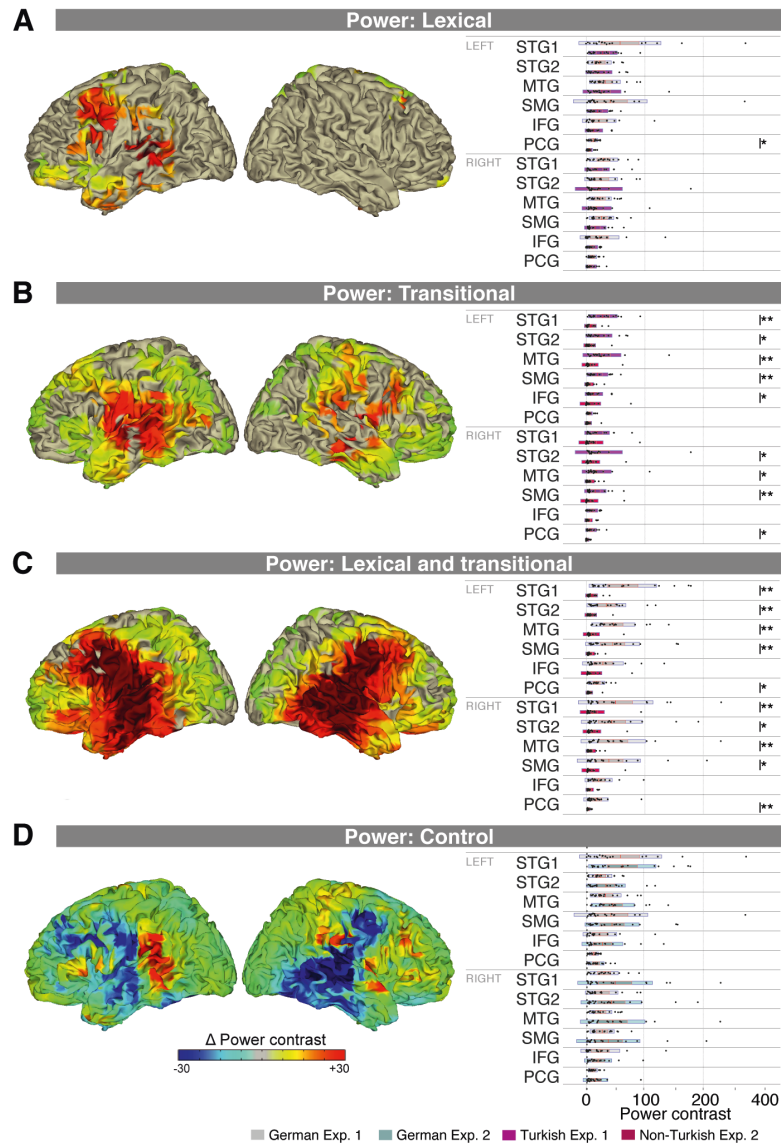 A
Power: Lexical
LEFT
STG1
STG2
MTG
SMG
IFG
PCG
*
RIGHT
STG1
STG2
MTG
SMG
IFG
PCG
B
Power: Transitional
LEFT
STG1
**
STG2
*
MTG
**
SMG
**
IFG
*
PCG
RIGHT
STG1
STG2
*
MTG
*
SMG
**
IFG
PCG
*
C
Power: Lexical and transitional
LEFT
STG1
**
STG2
**
MTG
**
SMG
**
IFG
PCG
*
RIGHT
STG1
**
STG2
*
MTG
**
SMG
*
IFG
PCG
**
D
Power: Control
LEFT
STG1
STG2
MTG
SMG
IFG
PCG
RIGHT
STG1
STG2
MTG
SMG
IFG
PCG
Δ Power contrast
-30 +30
0 100 200 400
Power contrast
German Exp. 1 German Exp. 2 Turkish Exp. 1 Non-Turkish Exp. 2